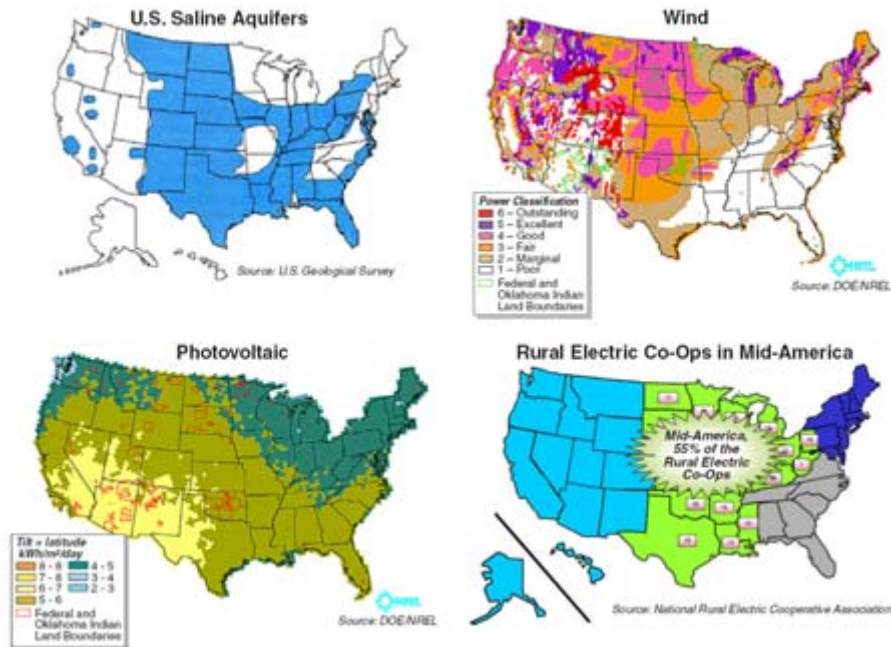 U.S. Saline Aquifers
Source: U.S. Geological Survey
Wind
Power Classification
6 – Outstanding
5 – Excellent
4 – Good
3 – Fair
2 – Marginal
1 – Poor
Federal and
Oklahoma Indian
Land Boundaries
NREL
Source: DOE/NREL
Photovoltaic
Tilt = latitude
kWh/m²/day
8 - 8 4 - 5
7 - 8 3 - 4
6 - 7 2 - 3
5 - 6
Federal and
Oklahoma Indian
Land Boundaries
NREL
Source: DOE/NREL
Rural Electric Co-Ops in Mid-America
Mid-America,
55% of the
Rural Electric
Co-Ops
Source: National Rural Electric Cooperative Association